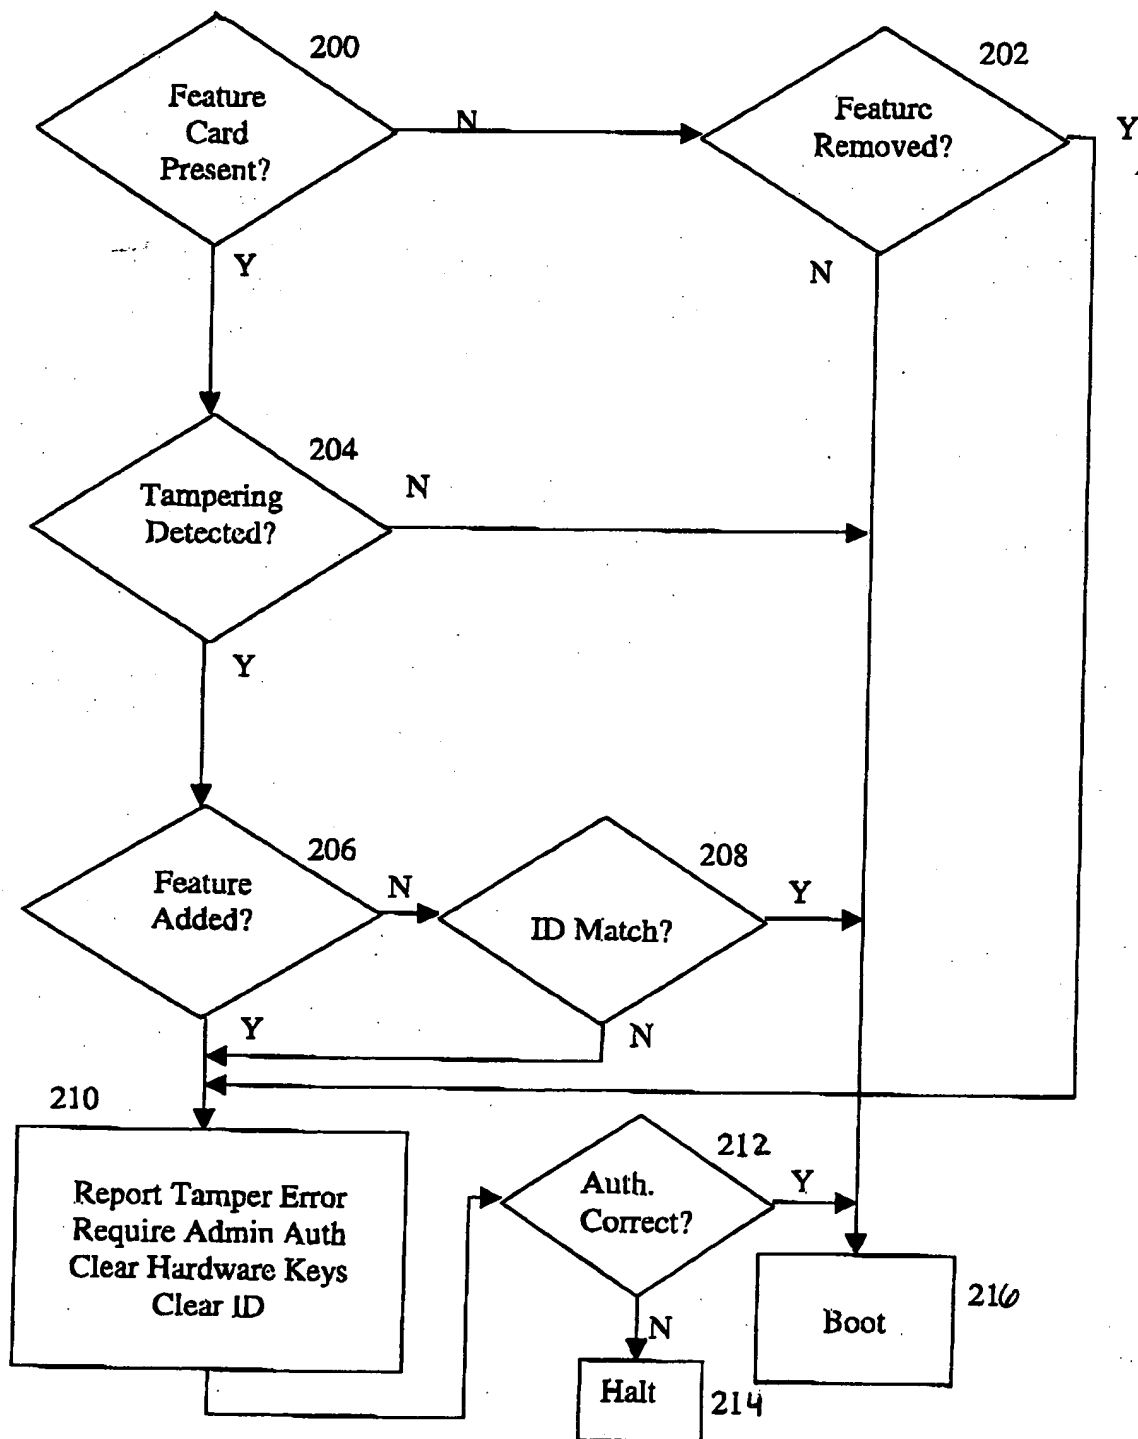 200
Feature
Card
Present?
N
202
Feature
Removed?
Y
Y
N
204
Tampering
Detected?
N
Y
206
Feature
Added?
N
208
ID Match?
Y
Y
N
210
Report Tamper Error
Require Admin Auth
Clear Hardware Keys
Clear ID
212
Auth.
Correct?
Y
N
Halt
214
Boot
216